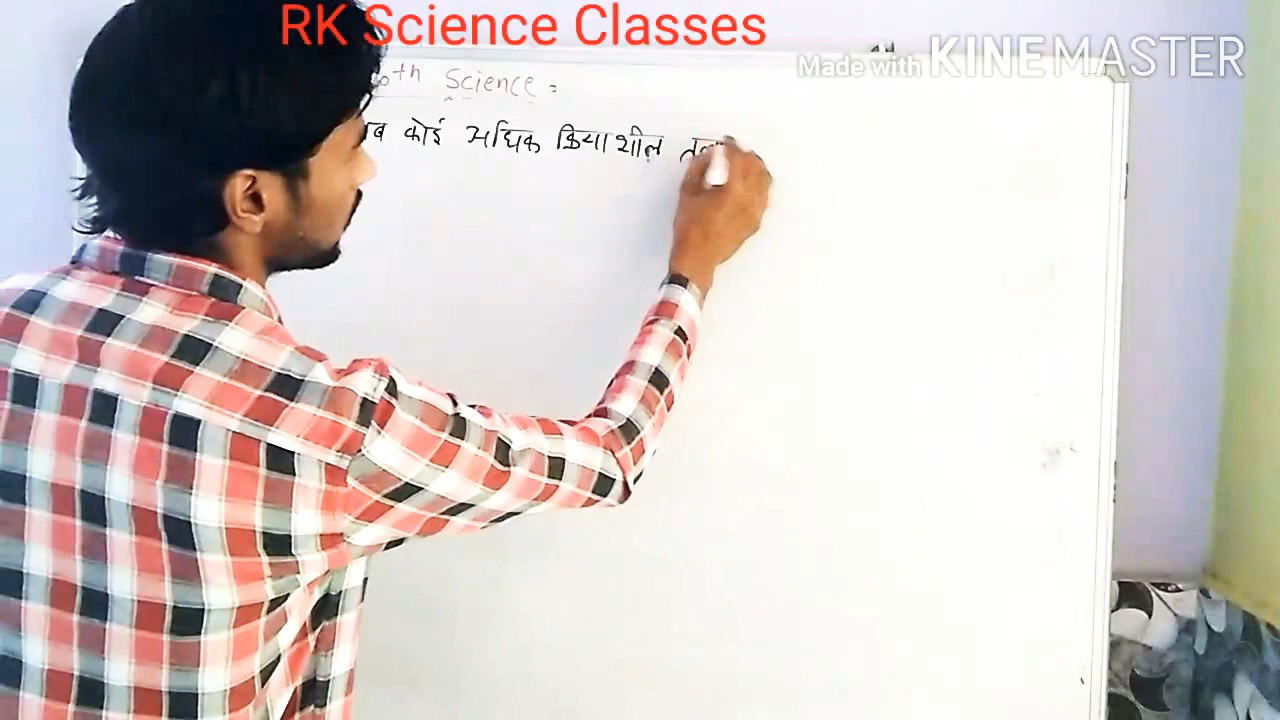 RK Science Classes
Made with KINEMASTER
Science =
कोई अधिक क्रियाशील